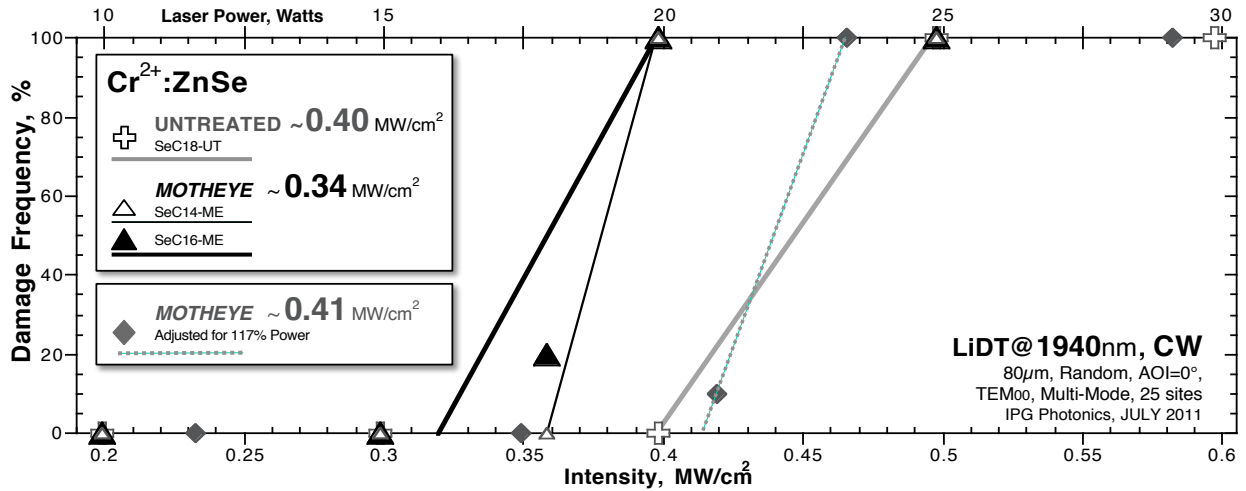 10 Laser Power, Watts 15 20 25 30
100
80
60
40
20
0
Damage Frequency, %
Cr2+:ZnSe
UNTREATED ~0.40 MW/cm2
SeC18-UT
MOTHEYE ~0.34 MW/cm2
SeC14-ME
SeC16-ME
MOTHEYE ~0.41 MW/cm2
Adjusted for 117% Power
LiDT@1940nm, CW
80µm, Random, AOI=0°,
TEM00, Multi-Mode, 25 sites
IPG Photonics, JULY 2011
0.2 0.25 0.3 0.35 0.4 0.45 0.5 0.55 0.6
Intensity, MW/cm2